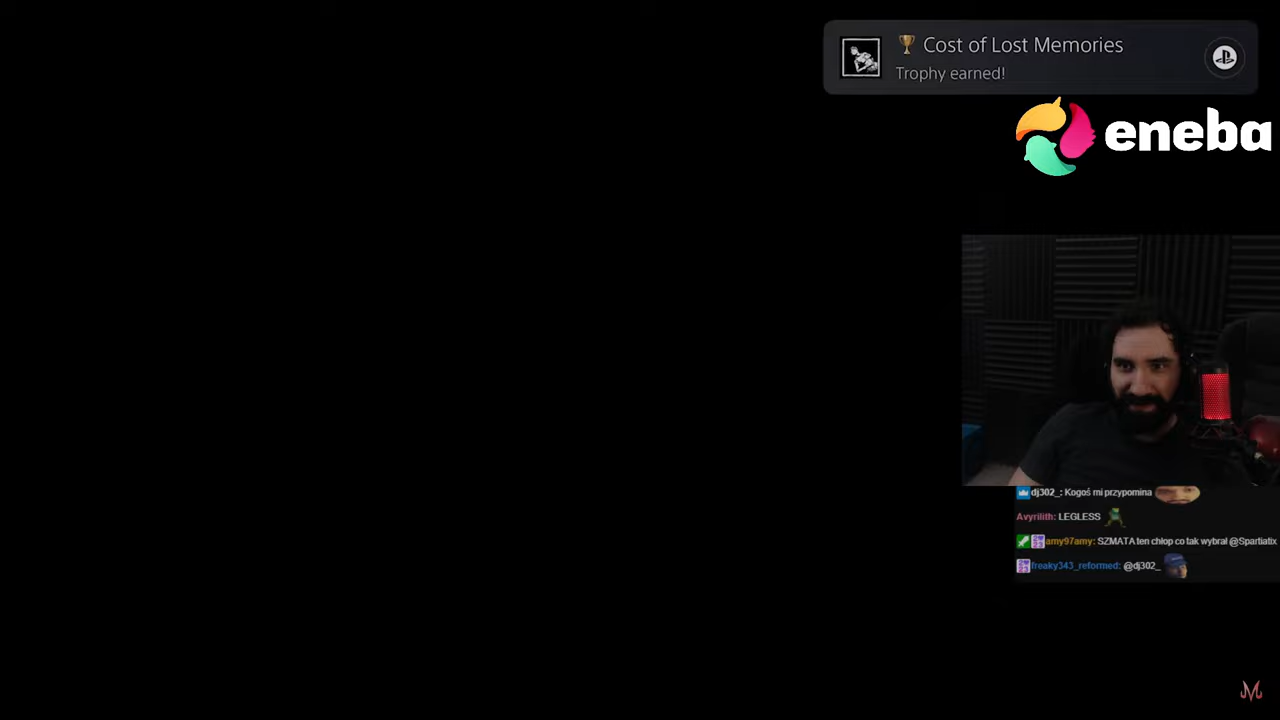 Cost of Lost Memories
Trophy earned!
eneba
dj302_: Kogoś mi przypomina
Avyrilith: LEGLESS
amy97amy: SZMATA ten chłop co tak wybrał @Spartiatix
freaky343_reformed: @dj302_